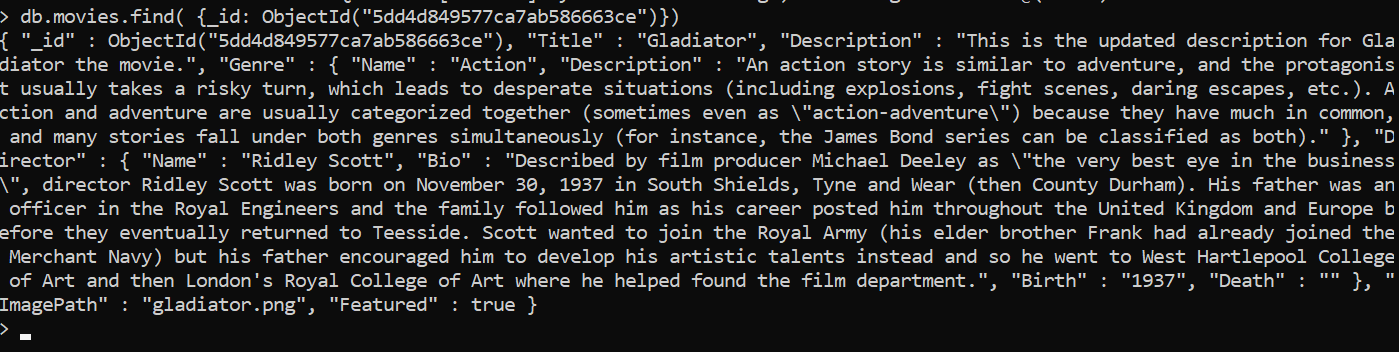 > db.movies.find( {_id: ObjectId("5dd4d849577ca7ab586663ce")})
{ "_id" : ObjectId("5dd4d849577ca7ab586663ce"), "Title" : "Gladiator", "Description" : "This is the updated description for Gla
diator the movie.", "Genre" : { "Name" : "Action", "Description" : "An action story is similar to adventure, and the protagonis
t usually takes a risky turn, which leads to desperate situations (including explosions, fight scenes, daring escapes, etc.). A
ction and adventure are usually categorized together (sometimes even as \"action-adventure\") because they have much in common,
 and many stories fall under both genres simultaneously (for instance, the James Bond series can be classified as both)." }, "D
irector" : { "Name" : "Ridley Scott", "Bio" : "Described by film producer Michael Deeley as \"the very best eye in the business
\", director Ridley Scott was born on November 30, 1937 in South Shields, Tyne and Wear (then County Durham). His father was an
 officer in the Royal Engineers and the family followed him as his career posted him throughout the United Kingdom and Europe b
efore they eventually returned to Teesside. Scott wanted to join the Royal Army (his elder brother Frank had already joined the
 Merchant Navy) but his father encouraged him to develop his artistic talents instead and so he went to West Hartlepool College
 of Art and then London's Royal College of Art where he helped found the film department.", "Birth" : "1937", "Death" : "" }, "
ImagePath" : "gladiator.png", "Featured" : true }
>